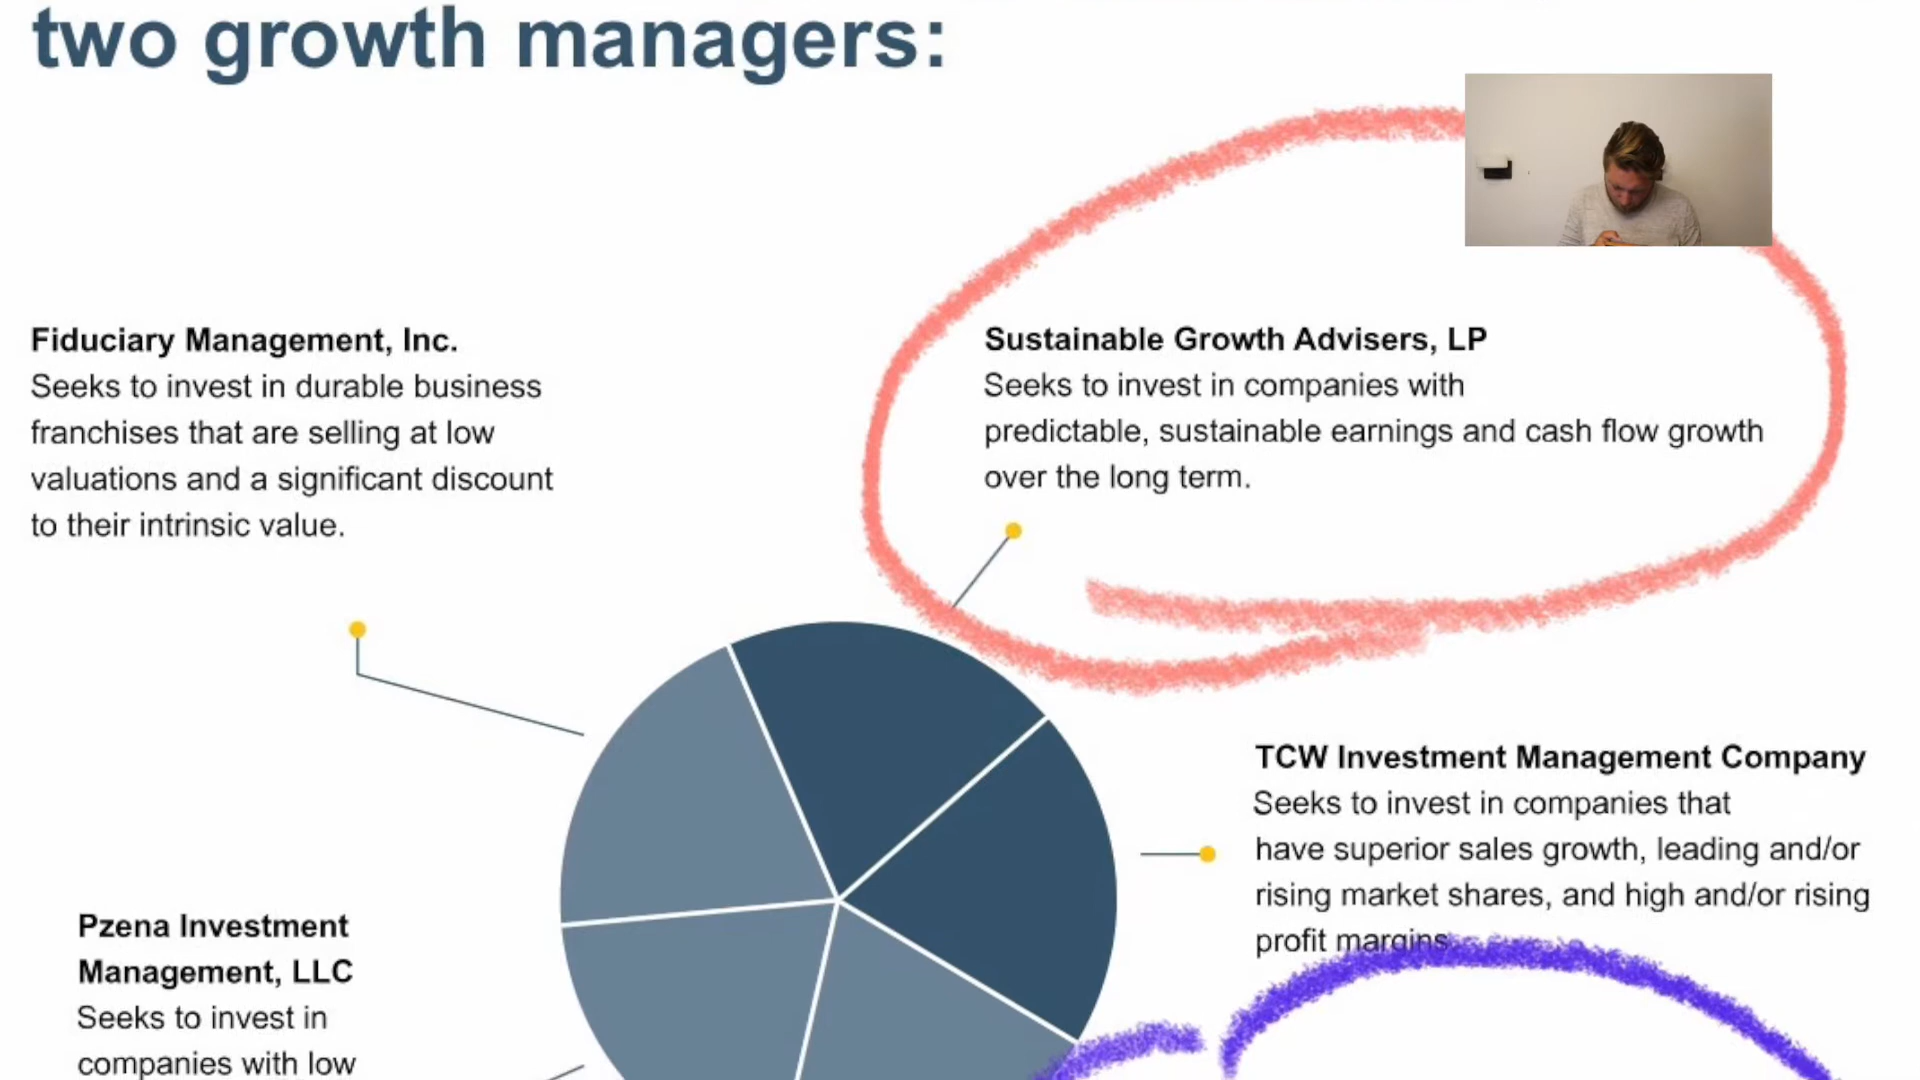 two growth managers:
Fiduciary Management, Inc.
Seeks to invest in durable business
franchises that are selling at low
valuations and a significant discount
to their intrinsic value.
Sustainable Growth Advisers, LP
Seeks to invest in companies with
predictable, sustainable earnings and cash flow growth
over the long term.
TCW Investment Management Company
Seeks to invest in companies that
have superior sales growth, leading and/or
rising market shares, and high and/or rising
profit margins.
Pzena Investment
Management, LLC
Seeks to invest in
companies with low